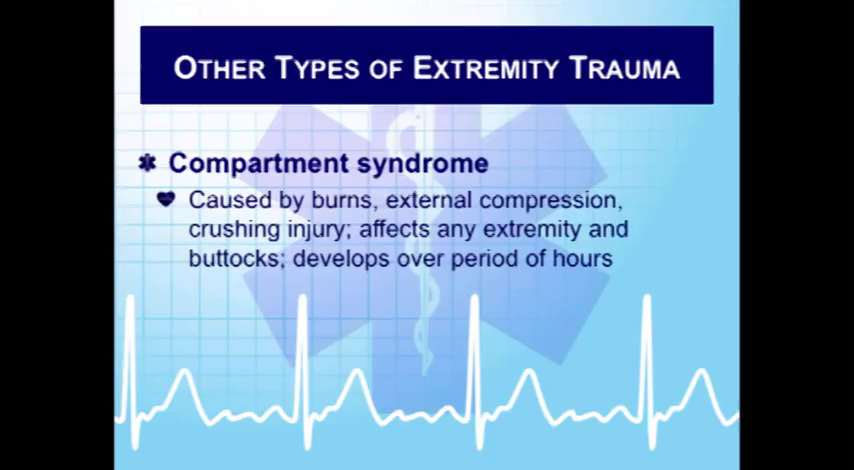 OTHER TYPES OF EXTREMITY TRAUMA
Compartment syndrome
Caused by burns, external compression,
crushing injury; affects any extremity and
buttocks; develops over period of hours